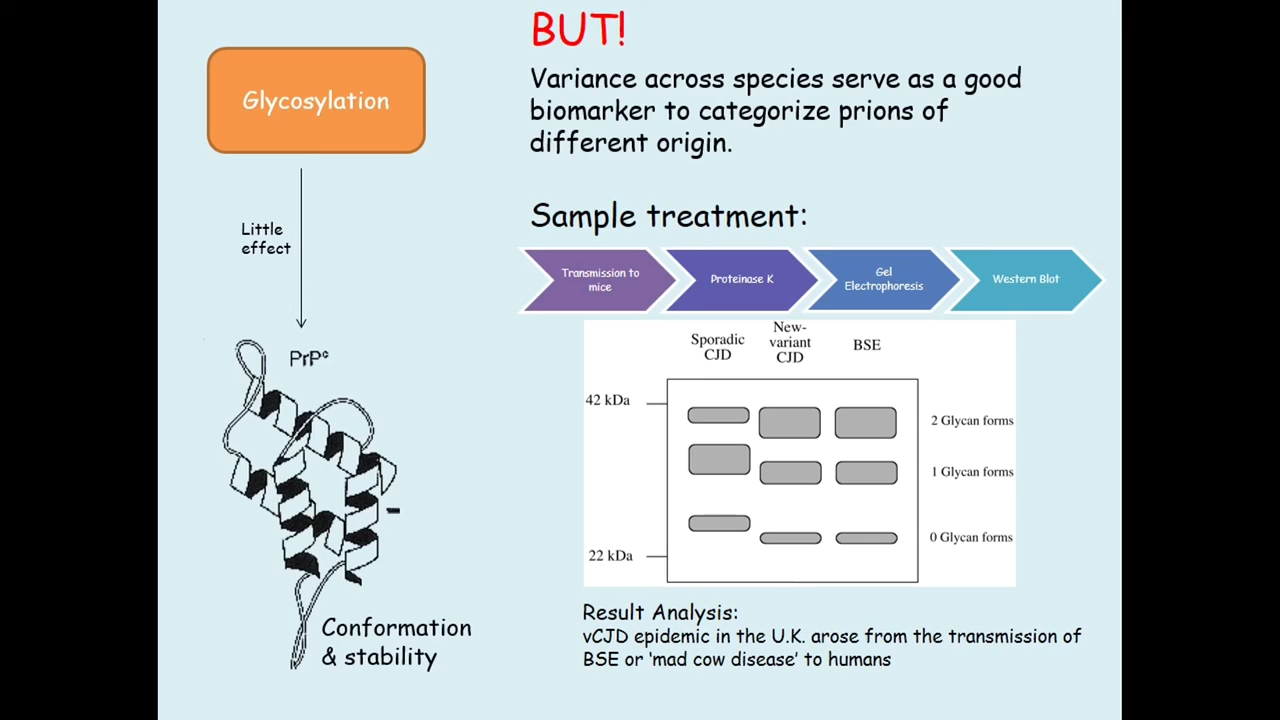 Glycosylation
Little
effect
PrPᶜ
Conformation
& stability
BUT!
Variance across species serve as a good
biomarker to categorize prions of
different origin.
Sample treatment:
Transmission to
mice
Proteinase K
Gel
Electrophoresis
Western Blot
Sporadic
CJD
New-
variant
CJD
BSE
42 kDa
22 kDa
2 Glycan forms
1 Glycan forms
0 Glycan forms
Result Analysis:
vCJD epidemic in the U.K. arose from the transmission of
BSE or ‘mad cow disease’ to humans